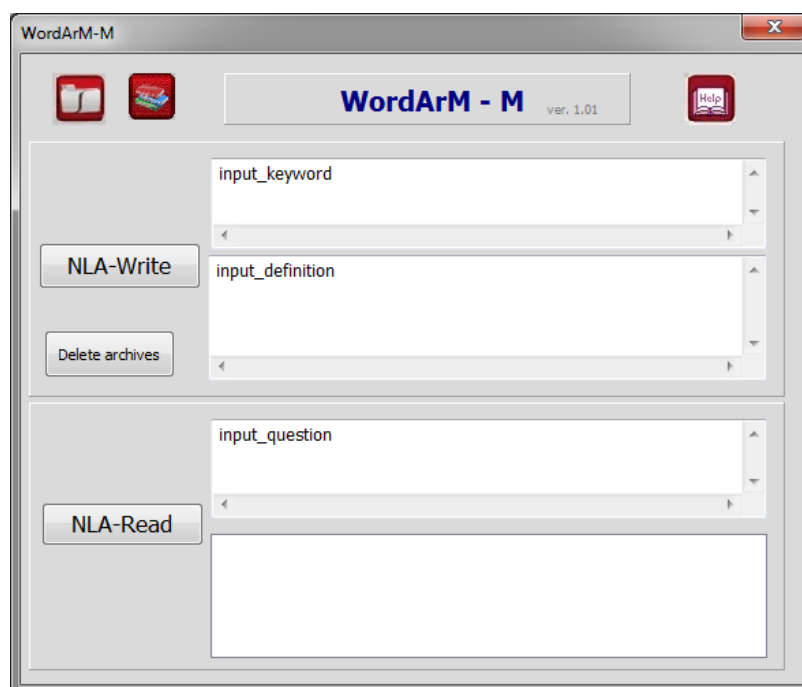 WordArM-M
WordArM - M ver. 1.01
Help
input_keyword
NLA-Write
input_definition
Delete archives
input_question
NLA-Read